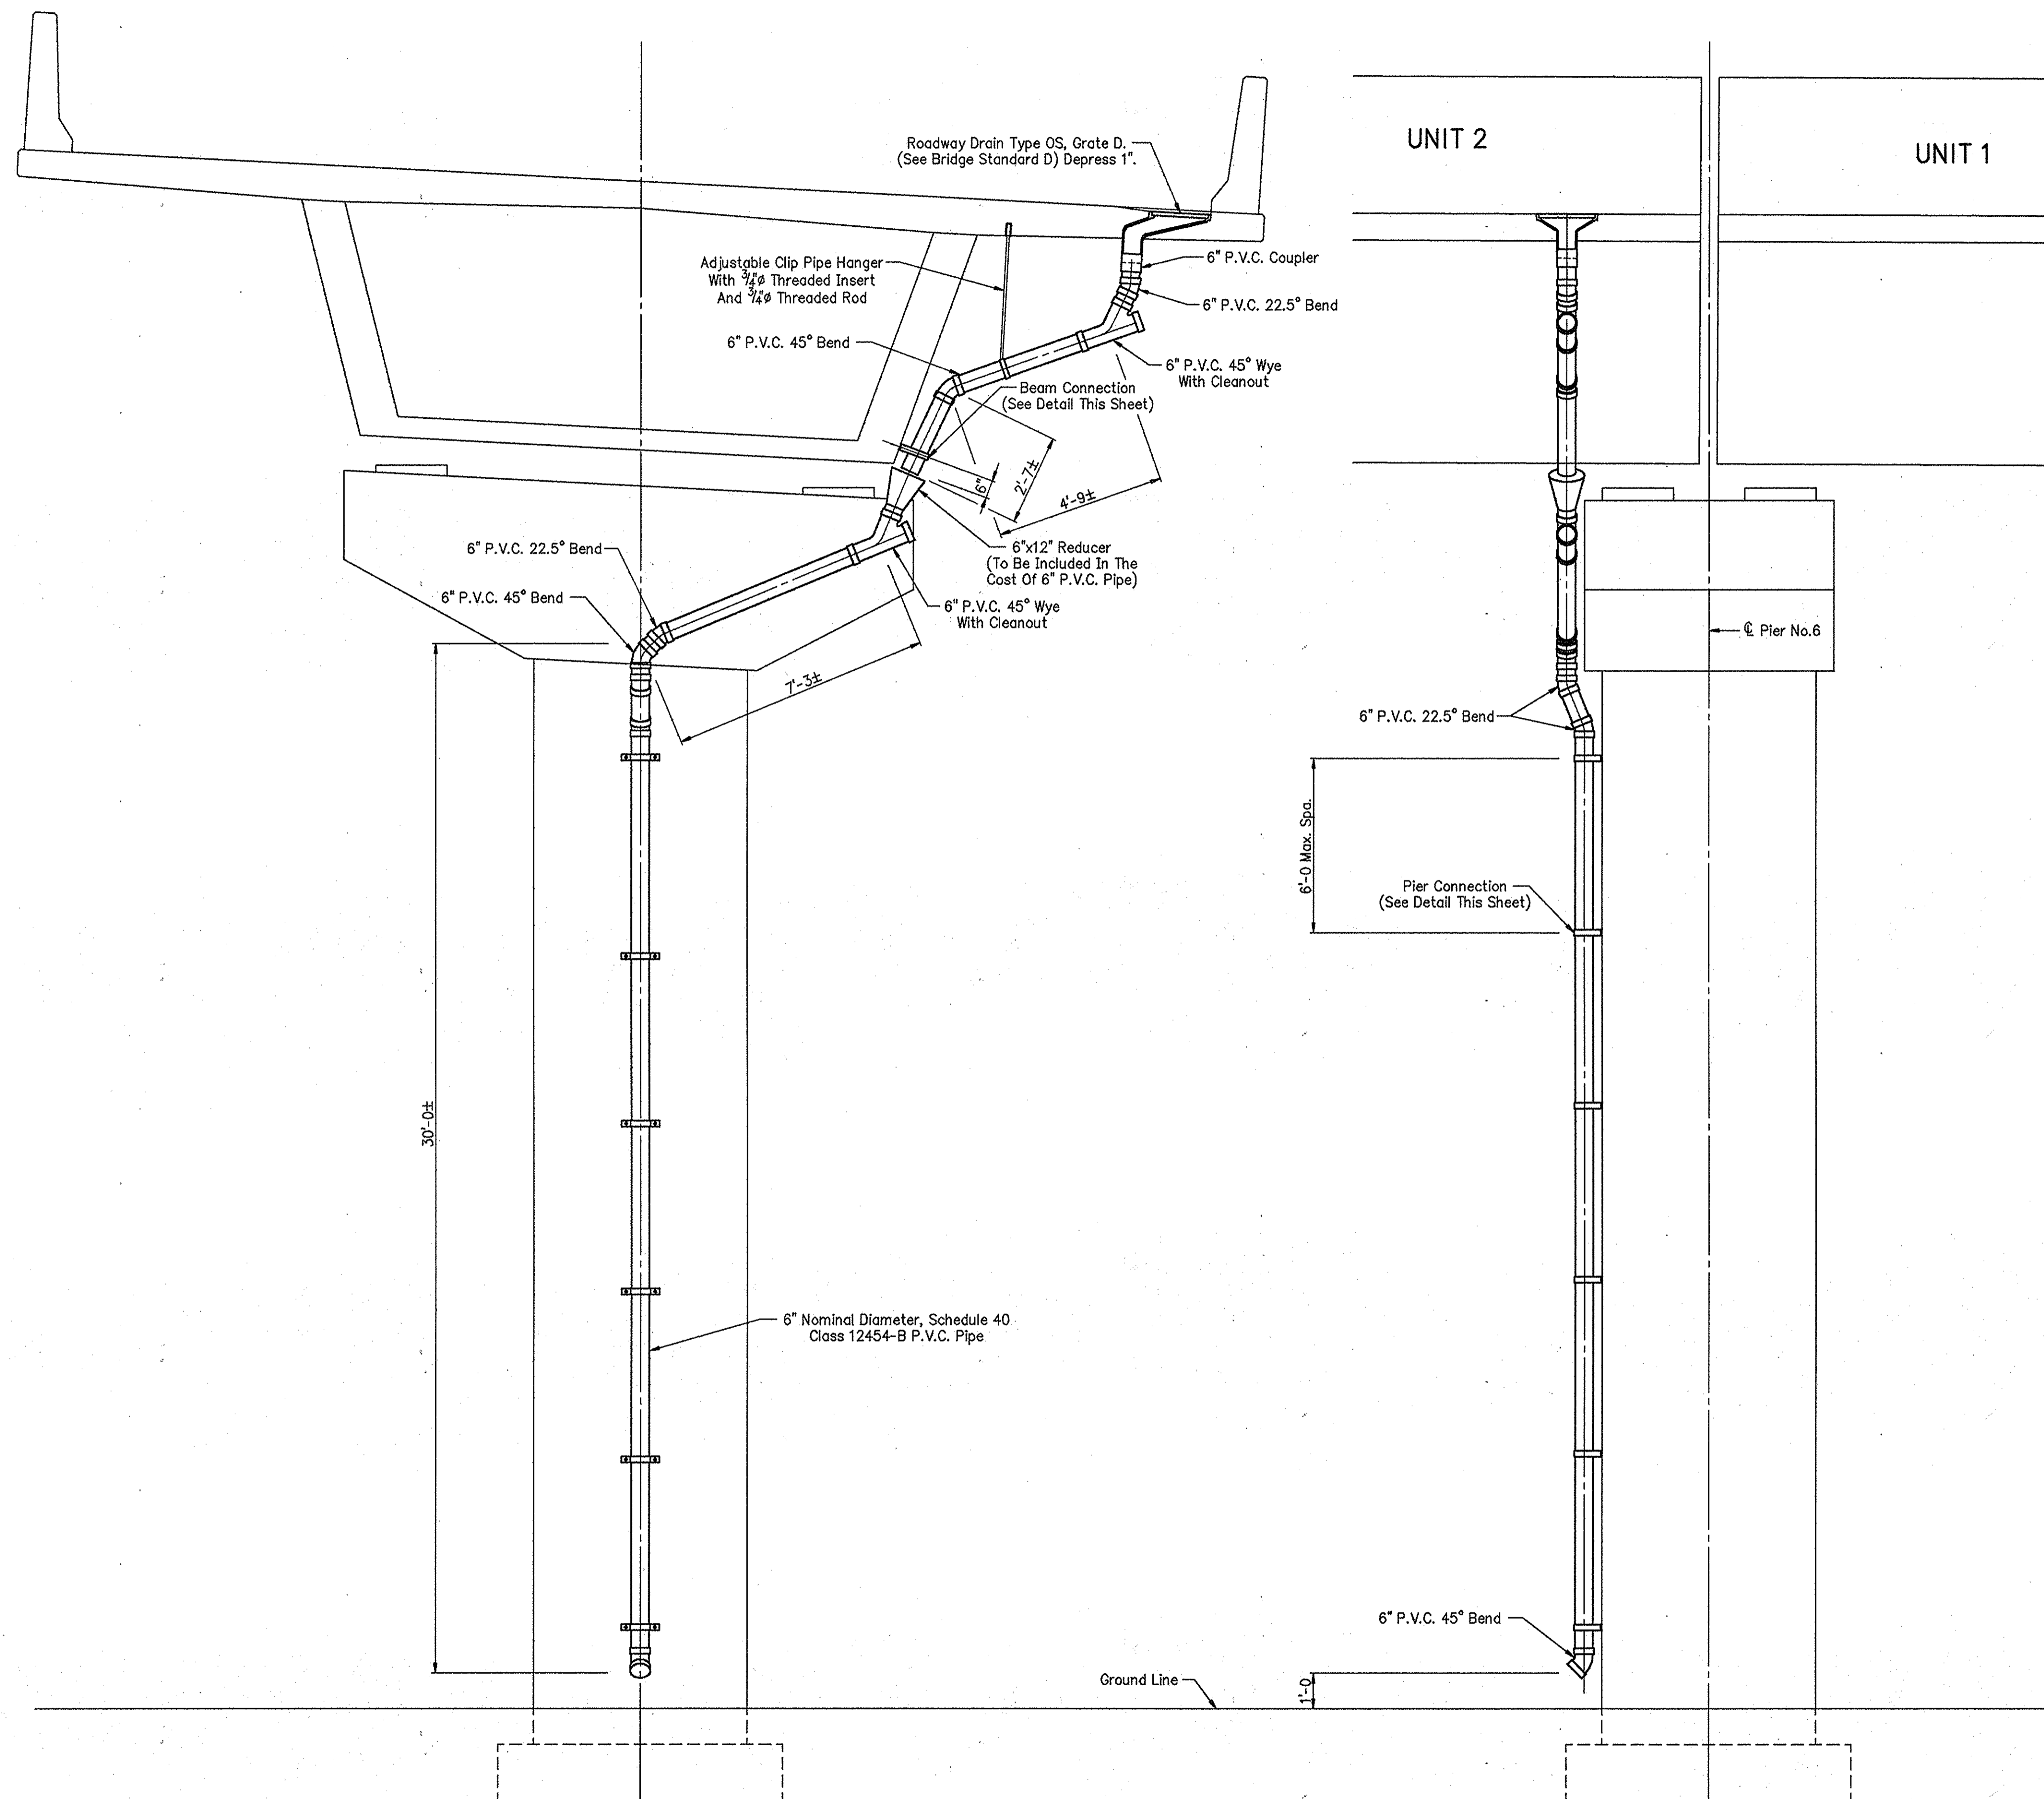 Roadway Drain Type OS, Grate D.
(See Bridge Standard D) Depress 1".
UNIT 2
UNIT 1
Adjustable Clip Pipe Hanger
With 3/4"ø Threaded Insert
And 3/4"ø Threaded Rod
6" P.V.C. Coupler
6" P.V.C. 22.5° Bend
6" P.V.C. 45° Bend
6" P.V.C. 45° Wye
With Cleanout
Beam Connection
(See Detail This Sheet)
6"
2'-7±
4'-9±
6"x12" Reducer
(To Be Included In The
Cost Of 6" P.V.C. Pipe)
6" P.V.C. 22.5° Bend
6" P.V.C. 45° Bend
6" P.V.C. 45° Wye
With Cleanout
7'-3±
℄ Pier No.6
6" P.V.C. 22.5° Bend
6'-0 Max. Spa.
Pier Connection
(See Detail This Sheet)
30'-0±
6" Nominal Diameter, Schedule 40
Class 12454-B P.V.C. Pipe
6" P.V.C. 45° Bend
Ground Line
1'-0